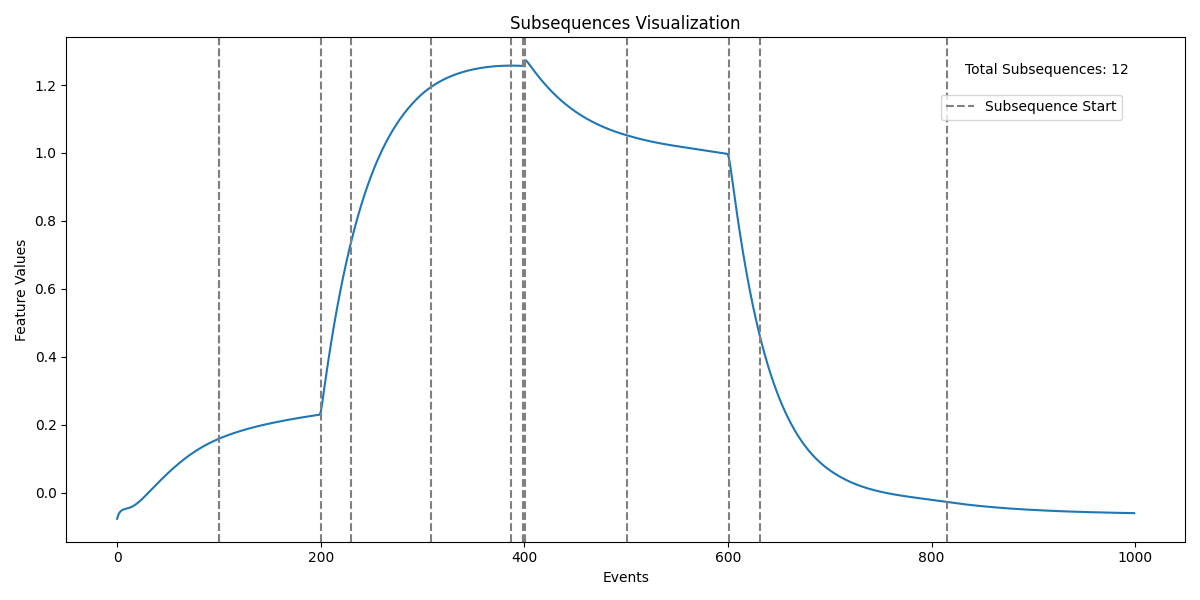 Subsequences Visualization
Total Subsequences: 12
Subsequence Start
Feature Values
1.2
1.0
0.8
0.6
0.4
0.2
0.0
0
200
400
600
800
1000
Events